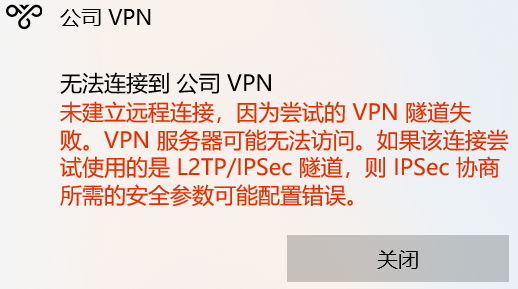 公司 VPN
无法连接到 公司 VPN
未建立远程连接，因为尝试的 VPN 隧道失
败。VPN 服务器可能无法访问。如果该连接尝
试使用的是 L2TP/IPSec 隧道，则 IPSec 协商
所需的安全参数可能配置错误。
关闭